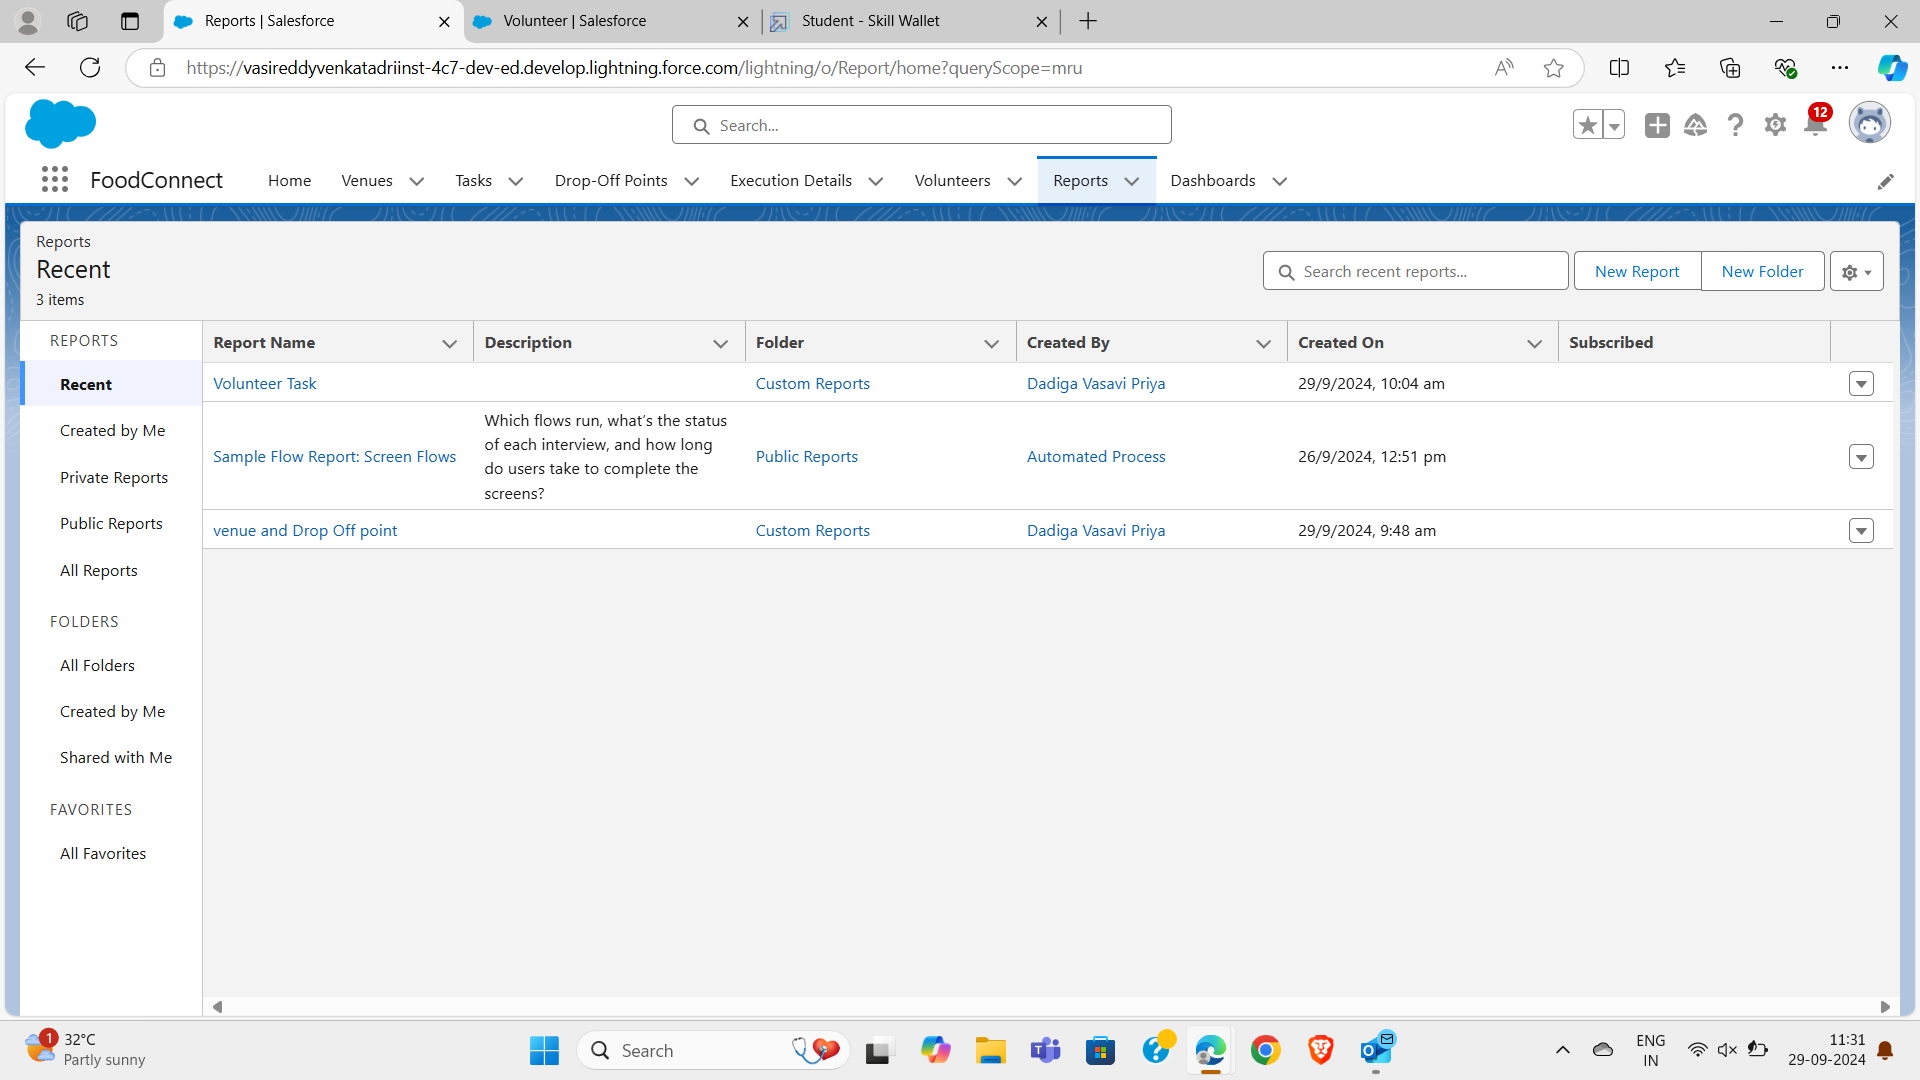 Reports | Salesforce
Volunteer | Salesforce
Student - Skill Wallet
https://vasireddyvenkatadriinst-4c7-dev-ed.develop.lightning.force.com/lightning/o/Report/home?queryScope=mru
Search...
12
FoodConnect
Home
Venues
Tasks
Drop-Off Points
Execution Details
Volunteers
Reports
Dashboards
Reports
Recent
3 items
Search recent reports...
New Report
New Folder
REPORTS
Recent
Created by Me
Private Reports
Public Reports
All Reports
FOLDERS
All Folders
Created by Me
Shared with Me
FAVORITES
All Favorites
Report Name Description Folder Created By Created On Subscribed
Volunteer Task Custom Reports Dadiga Vasavi Priya 29/9/2024, 10:04 am
Which flows run, what's the status
of each interview, and how long
do users take to complete the
screens?
Sample Flow Report: Screen Flows Public Reports Automated Process 26/9/2024, 12:51 pm
venue and Drop Off point Custom Reports Dadiga Vasavi Priya 29/9/2024, 9:48 am
1
32°C
Partly sunny
Search
ENG
IN
11:31
29-09-2024